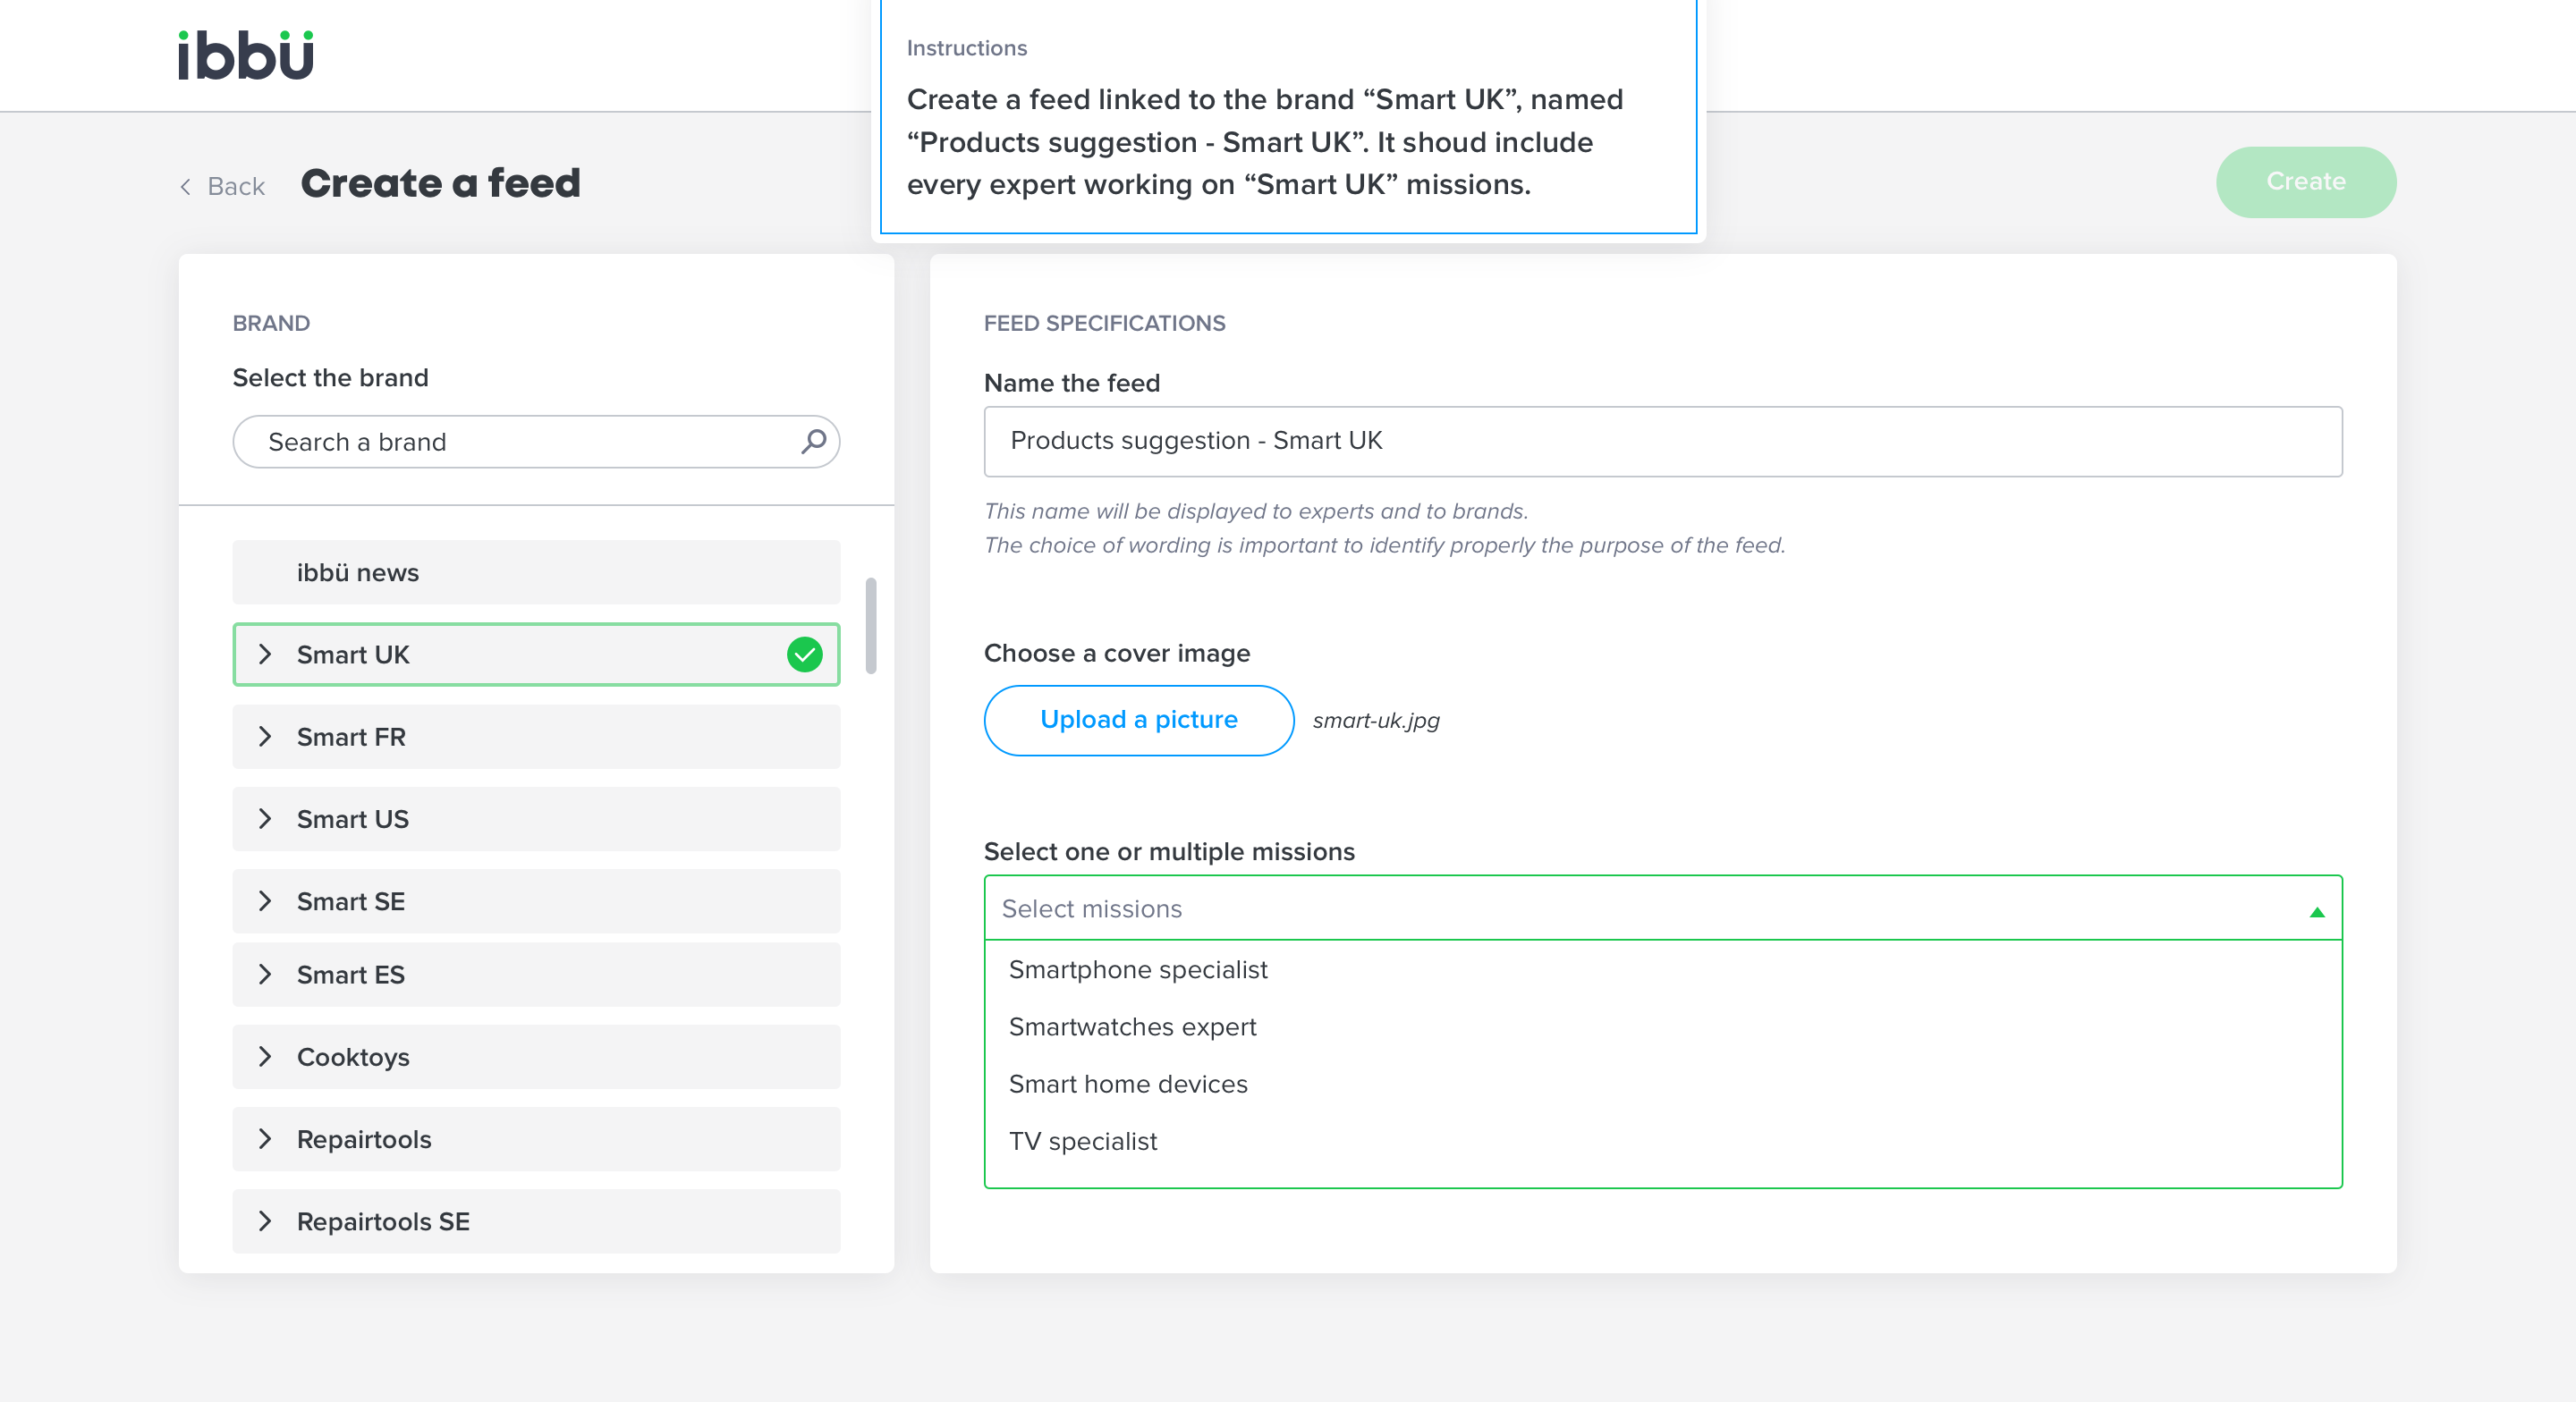 ibbü
Instructions
Create a feed linked to the brand “Smart UK”, named
“Products suggestion - Smart UK”. It shoud include
every expert working on “Smart UK” missions.
Back
Create a feed
Create
BRAND
Select the brand
Search a brand
ibbü news
Smart UK
Smart FR
Smart US
Smart SE
Smart ES
Cooktoys
Repairtools
Repairtools SE
FEED SPECIFICATIONS
Name the feed
Products suggestion - Smart UK
This name will be displayed to experts and to brands.
The choice of wording is important to identify properly the purpose of the feed.
Choose a cover image
Upload a picture
smart-uk.jpg
Select one or multiple missions
Select missions
Smartphone specialist
Smartwatches expert
Smart home devices
TV specialist